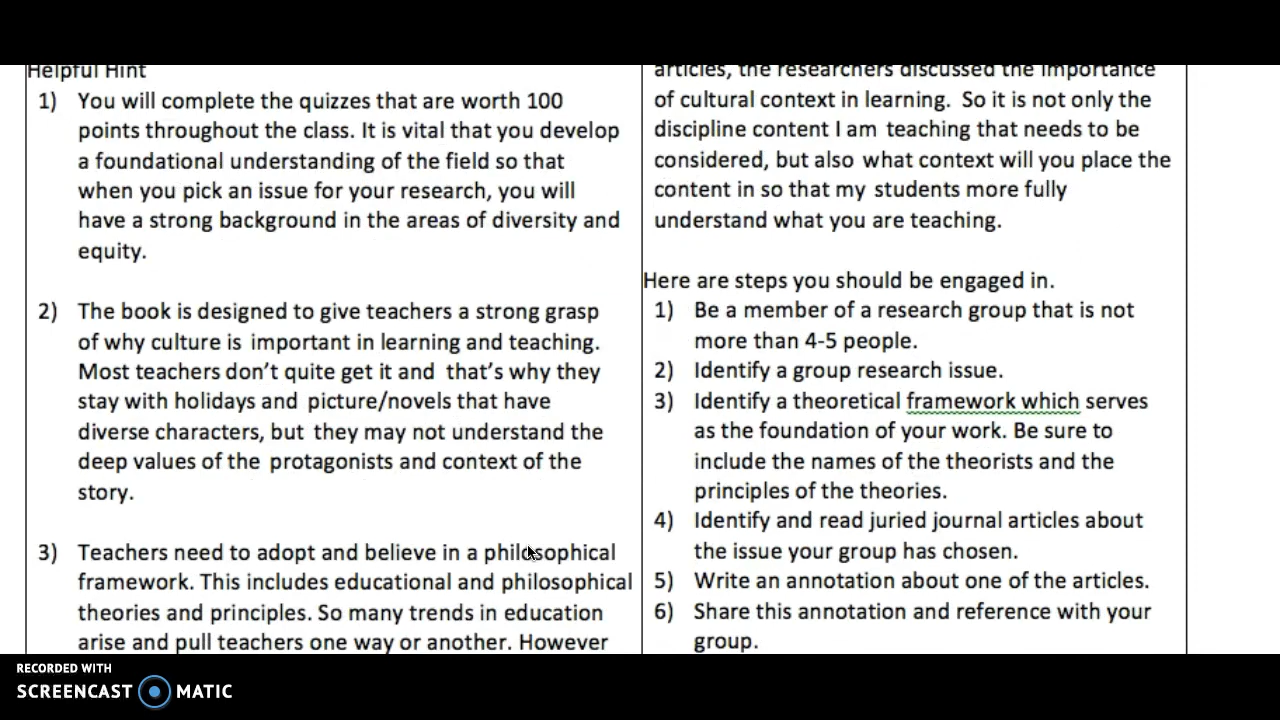 Helpful Hint
1) You will complete the quizzes that are worth 100
points throughout the class. It is vital that you develop
a foundational understanding of the field so that
when you pick an issue for your research, you will
have a strong background in the areas of diversity and
equity.
2) The book is designed to give teachers a strong grasp
of why culture is important in learning and teaching.
Most teachers don't quite get it and that's why they
stay with holidays and picture/novels that have
diverse characters, but they may not understand the
deep values of the protagonists and context of the
story.
3) Teachers need to adopt and believe in a philosophical
framework. This includes educational and philosophical
theories and principles. So many trends in education
arise and pull teachers one way or another. However
articles, the researchers discussed the importance
of cultural context in learning. So it is not only the
discipline content I am teaching that needs to be
considered, but also what context will you place the
content in so that my students more fully
understand what you are teaching.
Here are steps you should be engaged in.
1) Be a member of a research group that is not
more than 4-5 people.
2) Identify a group research issue.
3) Identify a theoretical framework which serves
as the foundation of your work. Be sure to
include the names of the theorists and the
principles of the theories.
4) Identify and read juried journal articles about
the issue your group has chosen.
5) Write an annotation about one of the articles.
6) Share this annotation and reference with your
group.
RECORDED WITH
SCREENCAST MATIC